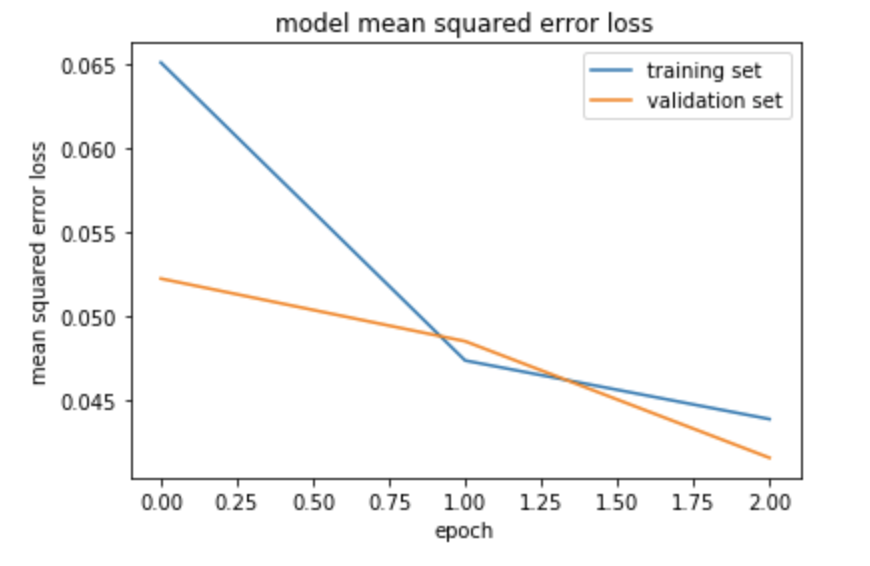 model mean squared error loss
training set
validation set
mean squared error loss
0.065
0.060
0.055
0.050
0.045
0.00 0.25 0.50 0.75 1.00 1.25 1.50 1.75 2.00
epoch